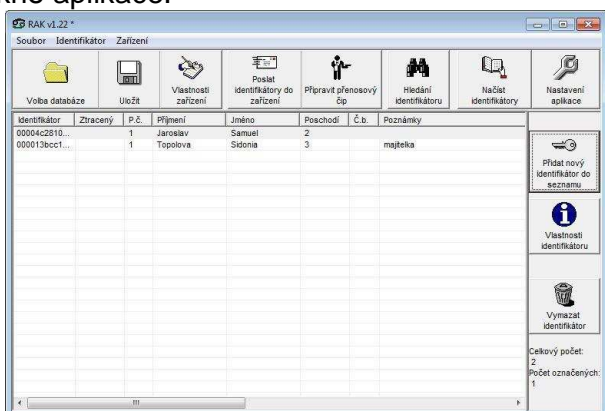 kno aplikace.
RAK v1.22 *
Soubor Identifikátor Zařízení
Volba databáze
Uložit
Vlastnosti
zařízení
Poslat
identifikátory do
zařízení
Připravit přenosový
čip
Hledání
identifikátoru
Načíst
identifikátory
Nastavení
aplikace
Identifikátor Ztracený P.č. Příjmení Jméno Poschodí Č.b. Poznámky
00004c2810... 1 Jaroslav Samuel 2
000013bcc1... 1 Topolova Sidonia 3 majitelka
Přidat nový
identifikátor do
seznamu
Vlastnosti
identifikátoru
Vymazat
identifikátor
Celkový počet:
2
Počet označených:
1